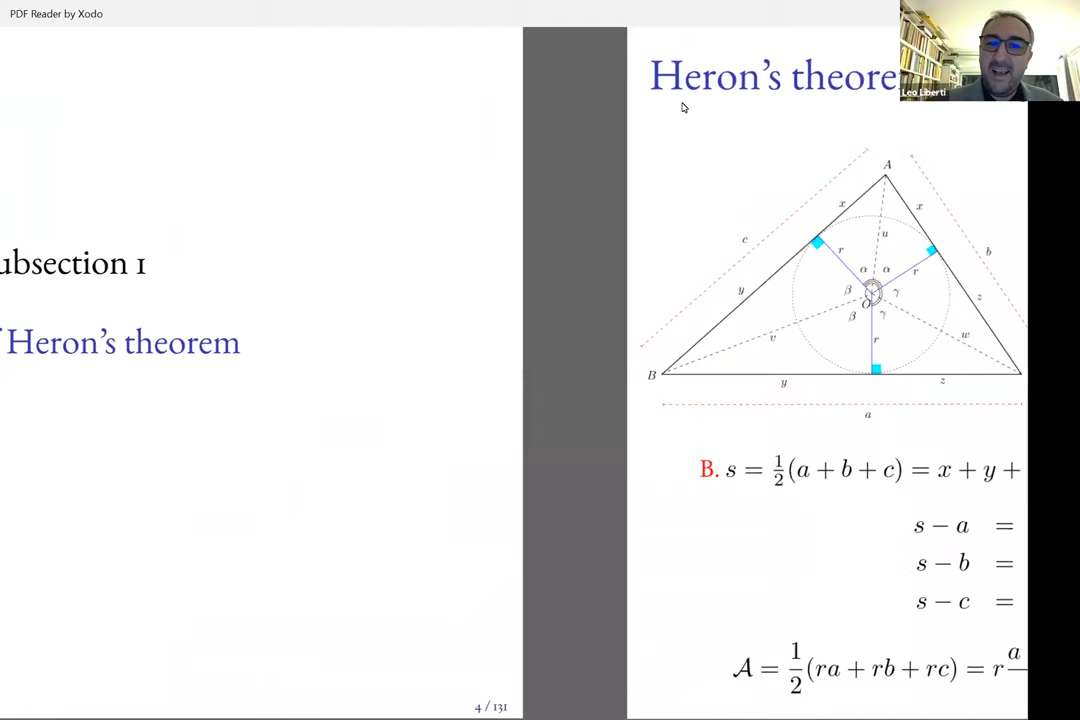 PDF Reader by Xodo
ubsection 1
Heron's theorem
4 / 131
Heron's theore
Leo Liberti
A
x
x
c
u
b
r
α
α
r
y
β
γ
z
O
β
γ
v
r
w
B
y
z
a
B. s = 1/2(a + b + c) = x + y +
s − a =
s − b =
s − c =
𝒜 = 1/2(ra + rb + rc) = r a